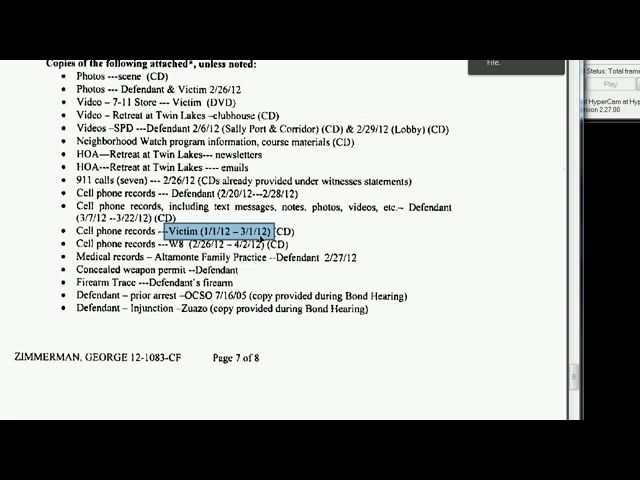 Copies of the following attached*, unless noted:
• Photos ---scene (CD)
• Photos --- Defendant & Victim 2/26/12
• Video – 7-11 Store --- Victim (DVD)
• Video – Retreat at Twin Lakes –clubhouse (CD)
• Videos –SPD ---Defendant 2/6/12 (Sally Port & Corridor) (CD) & 2/29/12 (Lobby) (CD)
• Neighborhood Watch program information, course materials (CD)
• HOA—Retreat at Twin Lakes--- newsletters
• HOA---Retreat at Twin Lakes ---- emails
• 911 calls (seven) --- 2/26/12 (CDs already provided under witnesses statements)
• Cell phone records --- Defendant (2/20/12---2/28/12)
• Cell phone records, including text messages, notes, photos, videos, etc.– Defendant
(3/7/12 --3/22/12) (CD)
• Cell phone records ---Victim (1/1/12 – 3/1/12) (CD)
• Cell phone records ---W8 (2/26/12 – 4/2/12) (CD)
• Medical records – Altamonte Family Practice --Defendant 2/27/12
• Concealed weapon permit --Defendant
• Firearm Trace ---Defendant's firearm
• Defendant – prior arrest –OCSO 7/16/05 (copy provided during Bond Hearing)
• Defendant – Injunction –Zuazo (copy provided during Bond Hearing)
ZIMMERMAN, GEORGE 12-1083-CF Page 7 of 8
File.
Status: Total frame
Play
of HyperCam at Hyp
ersion 2.27.00